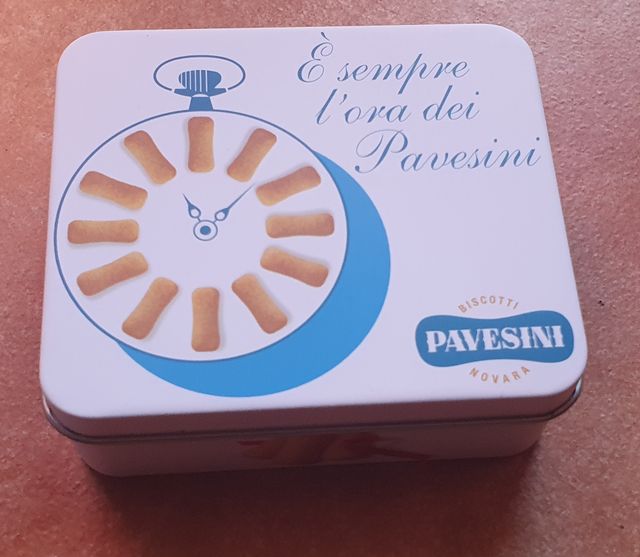 È sempre
l'ora dei
Pavesini
BISCOTTI
PAVESINI
NOVARA